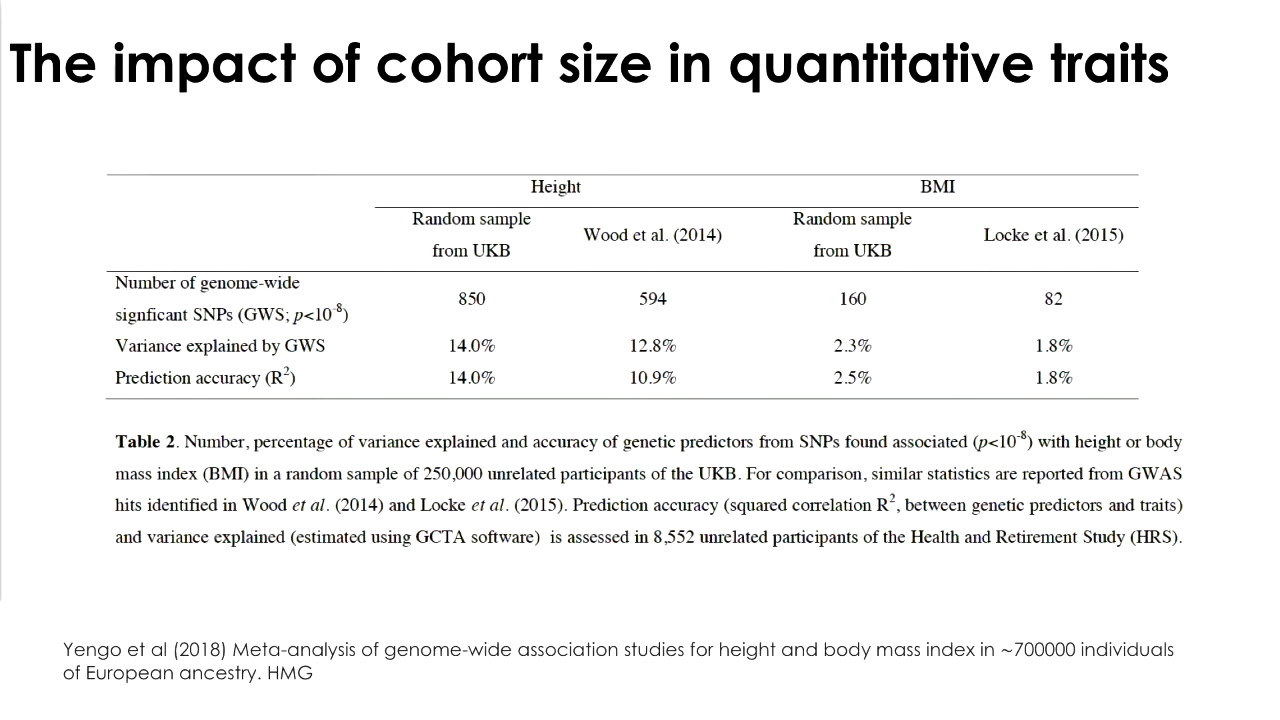 The impact of cohort size in quantitative traits
Height BMI
Random sample from UKB Wood et al. (2014) Random sample from UKB Locke et al. (2015)
Number of genome-wide
signficant SNPs (GWS; p<10⁻⁸) 850 594 160 82
Variance explained by GWS 14.0% 12.8% 2.3% 1.8%
Prediction accuracy (R²) 14.0% 10.9% 2.5% 1.8%
Table 2. Number, percentage of variance explained and accuracy of genetic predictors from SNPs found associated (p<10⁻⁸) with height or body
mass index (BMI) in a random sample of 250,000 unrelated participants of the UKB. For comparison, similar statistics are reported from GWAS
hits identified in Wood et al. (2014) and Locke et al. (2015). Prediction accuracy (squared correlation R², between genetic predictors and traits)
and variance explained (estimated using GCTA software) is assessed in 8,552 unrelated participants of the Health and Retirement Study (HRS).
Yengo et al (2018) Meta-analysis of genome-wide association studies for height and body mass index in ~700000 individuals
of European ancestry. HMG